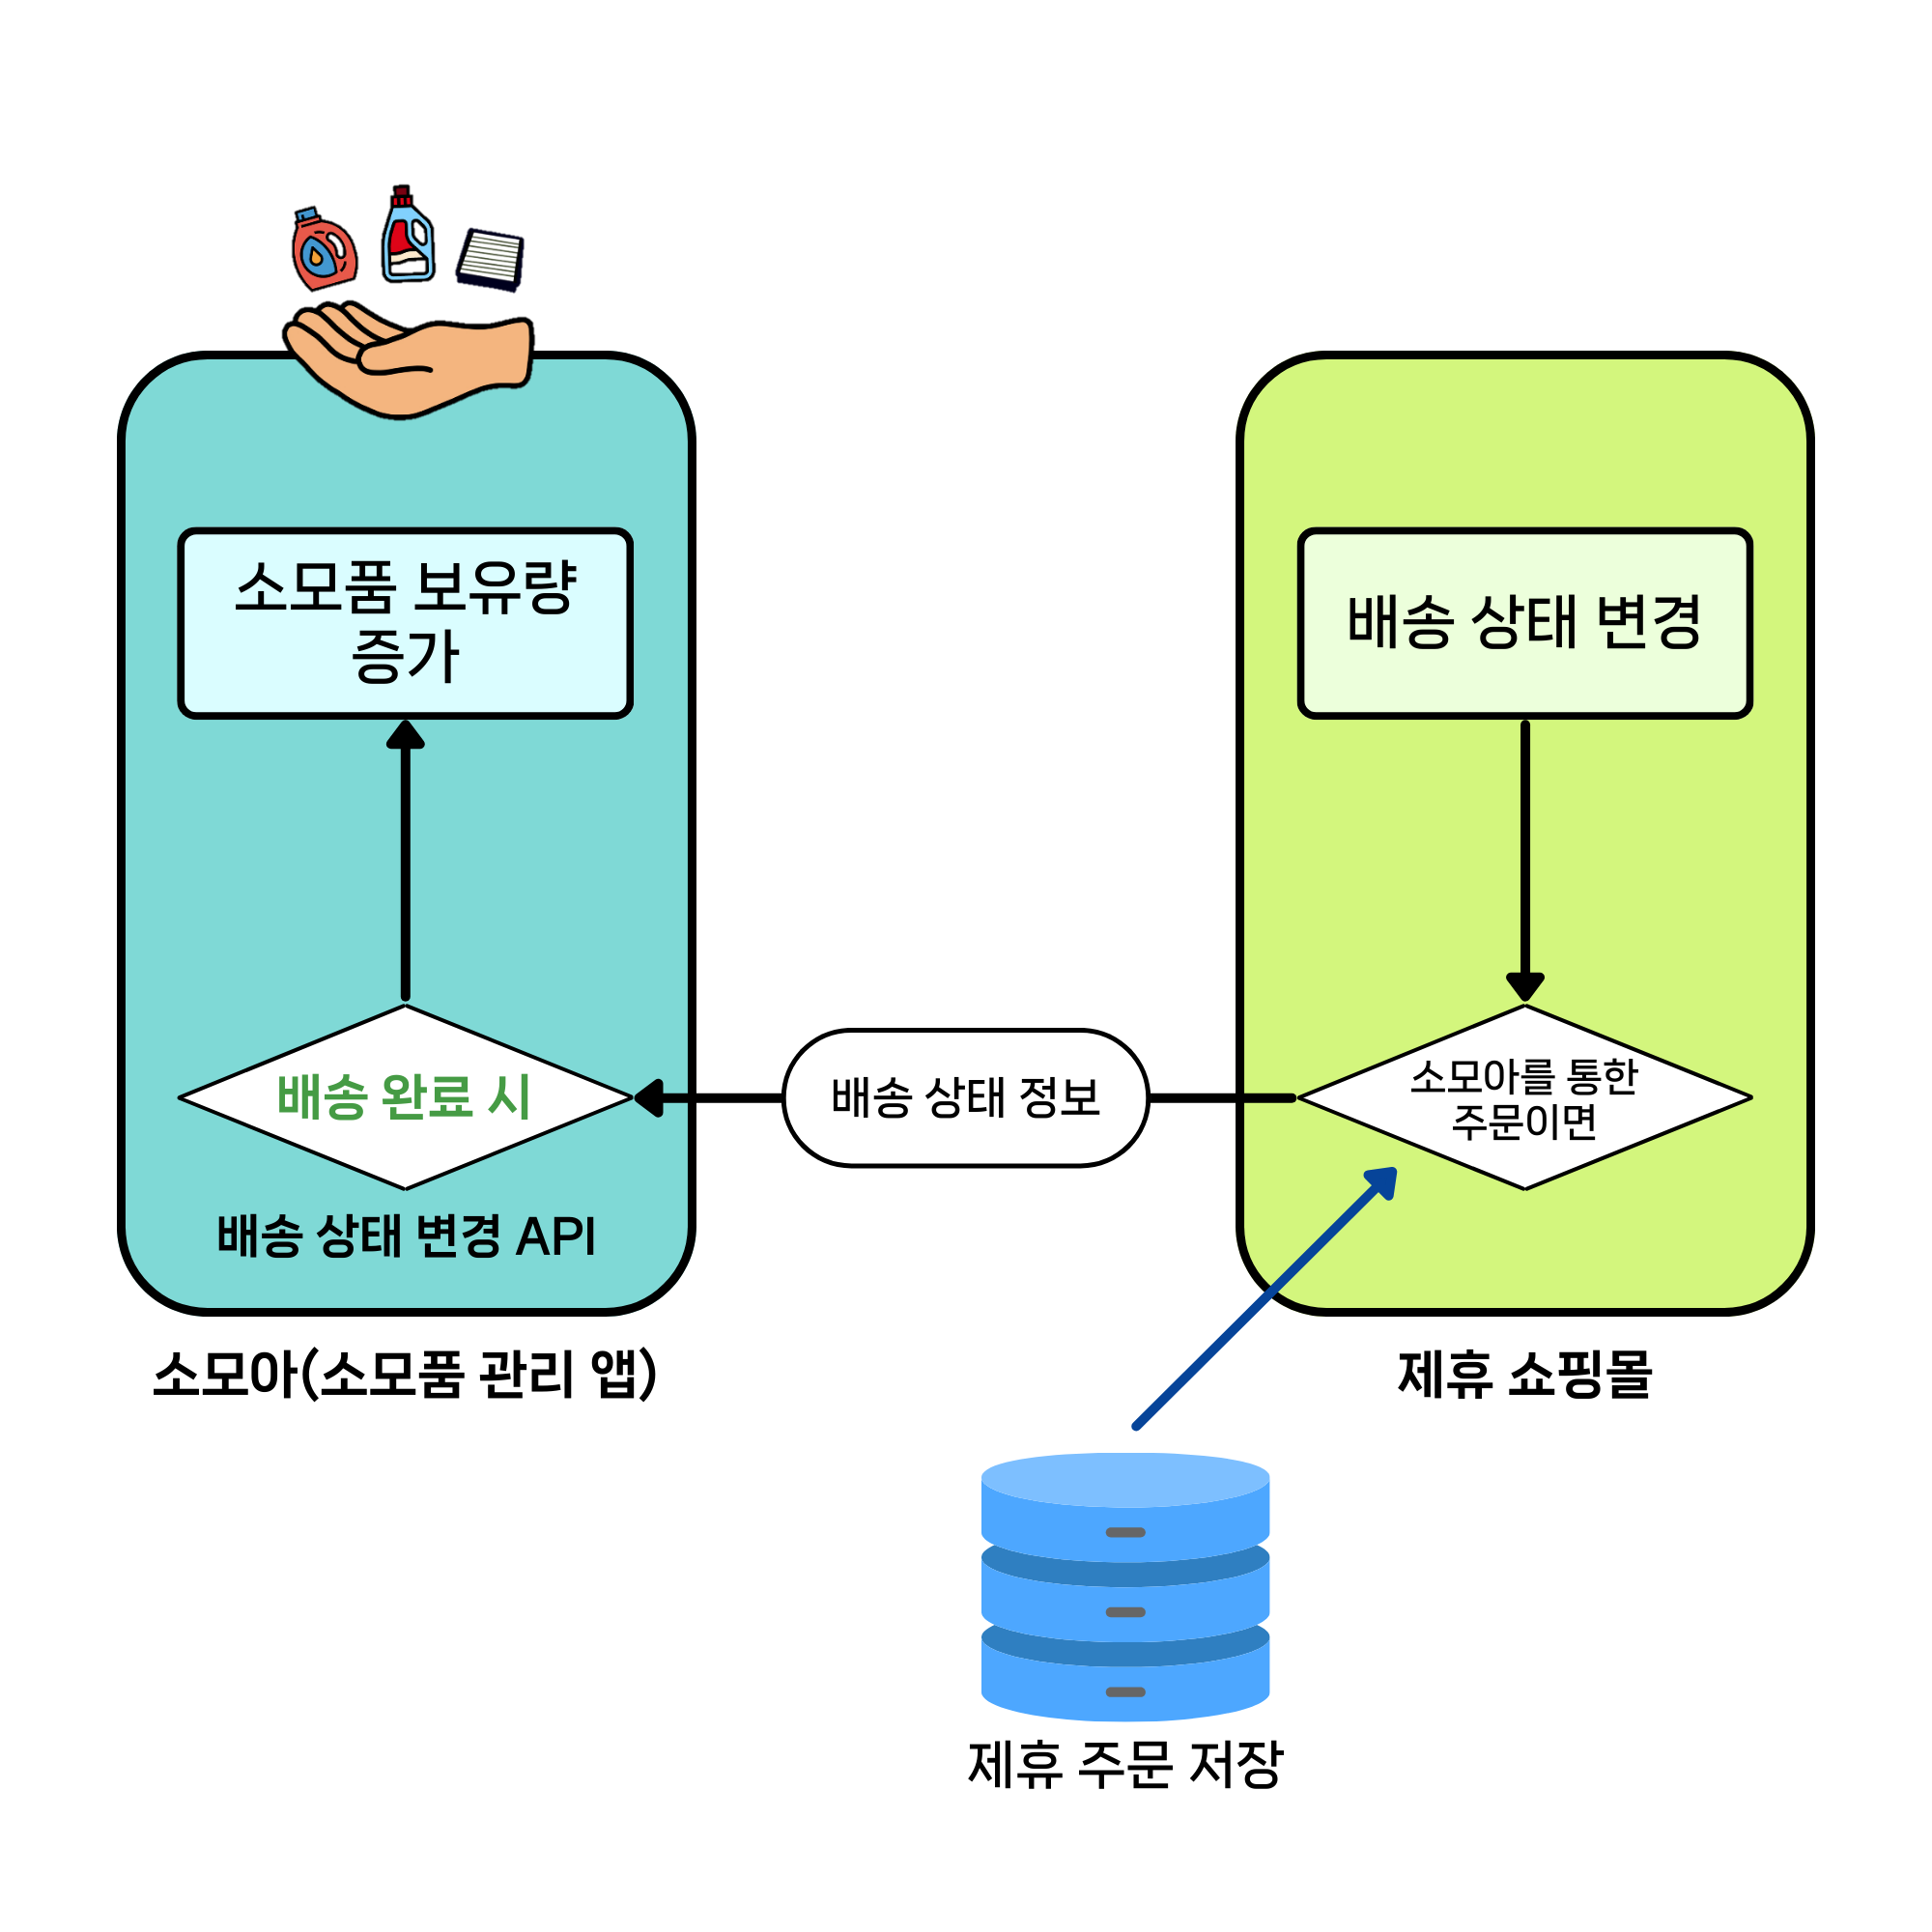 소모품 보유량
증가
배송 완료 시
배송 상태 변경 API
소모아(소모품 관리 앱)
배송 상태 정보
배송 상태 변경
소모아를 통한
주문이면
제휴 쇼핑몰
제휴 주문 저장